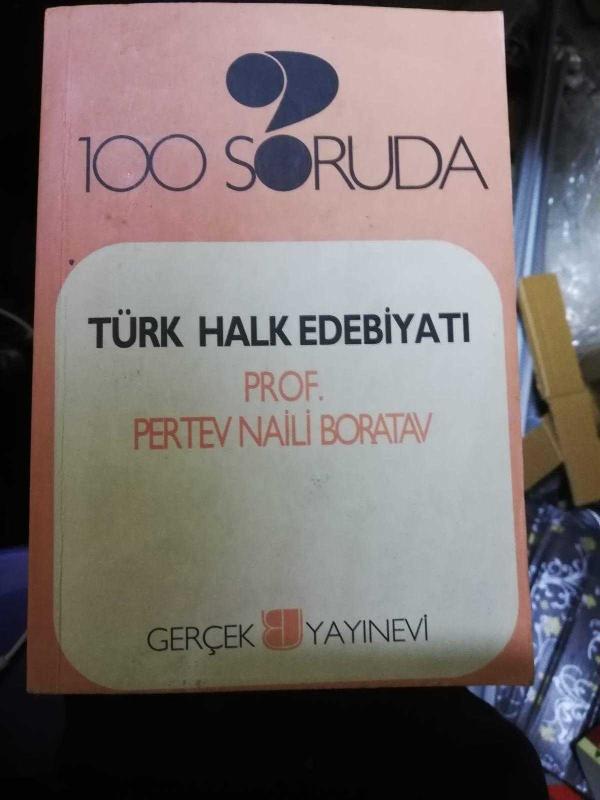 100 SORUDA
TÜRK HALK EDEBİYATI
PROF.
PERTEV NAİLİ BORATAV
GERÇEK YAYINEVİ